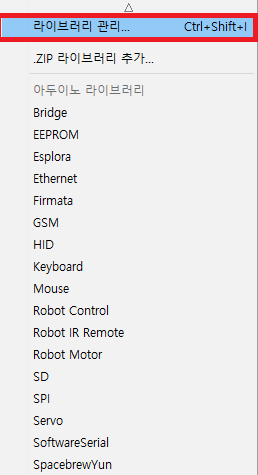 라이브러리 관리... Ctrl+Shift+I
.ZIP 라이브러리 추가...
아두이노 라이브러리
Bridge
EEPROM
Esplora
Ethernet
Firmata
GSM
HID
Keyboard
Mouse
Robot Control
Robot IR Remote
Robot Motor
SD
SPI
Servo
SoftwareSerial
SpacebrewYun